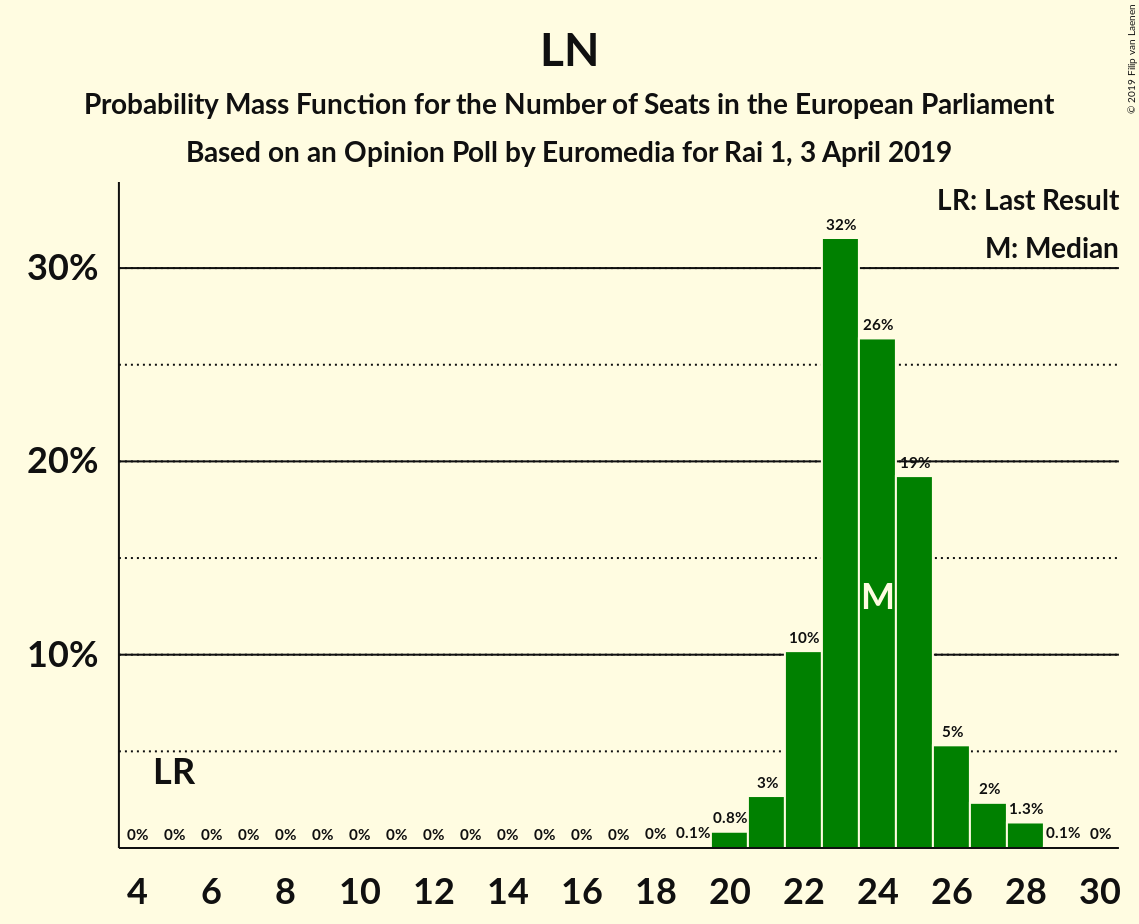 LN
Probability Mass Function for the Number of Seats in the European Parliament
Based on an Opinion Poll by Euromedia for Rai 1, 3 April 2019
© 2019 Filip van Laenen
LR: Last Result
M: Median
30%
20%
10%
32%
26%
19%
M
10%
5%
LR
3%
2%
0% 0% 0% 0% 0% 0% 0% 0% 0% 0% 0% 0% 0% 0% 0% 0.1% 0.8% 1.3% 0.1% 0%
4 6 8 10 12 14 16 18 20 22 24 26 28 30